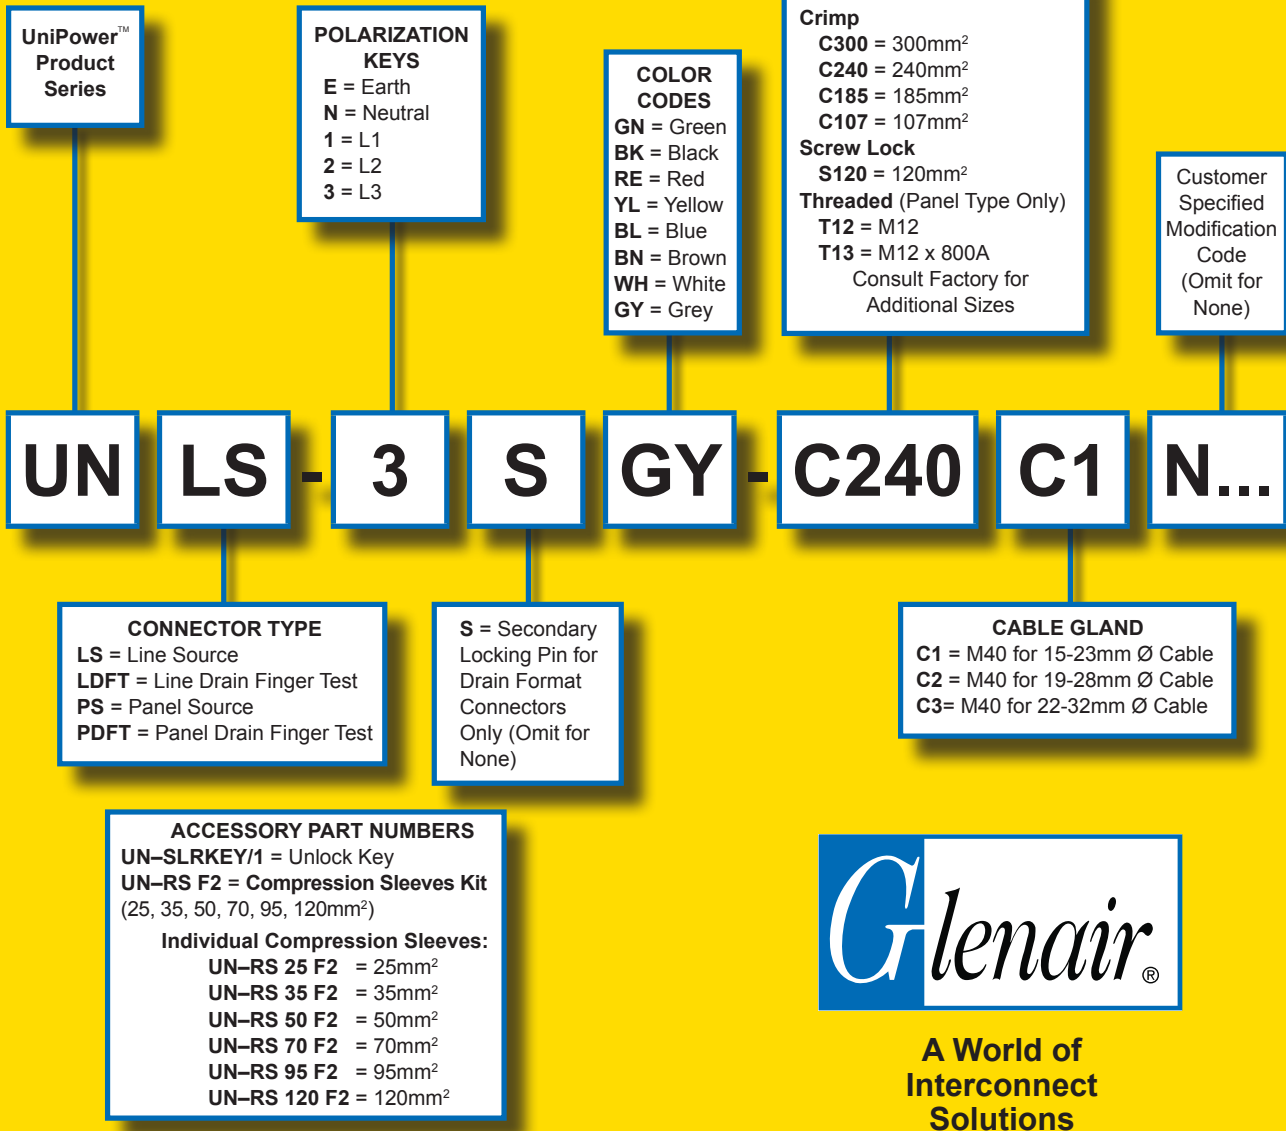 UniPower™
Product
Series
POLARIZATION
KEYS
E = Earth
N = Neutral
1 = L1
2 = L2
3 = L3
COLOR
CODES
GN = Green
BK = Black
RE = Red
YL = Yellow
BL = Blue
BN = Brown
WH = White
GY = Grey
Crimp
C300 = 300mm²
C240 = 240mm²
C185 = 185mm²
C107 = 107mm²
Screw Lock
S120 = 120mm²
Threaded (Panel Type Only)
T12 = M12
T13 = M12 x 800A
Consult Factory for
Additional Sizes
Customer
Specified
Modification
Code
(Omit for
None)
UN LS - 3 S GY - C240 C1 N...
CONNECTOR TYPE
LS = Line Source
LDFT = Line Drain Finger Test
PS = Panel Source
PDFT = Panel Drain Finger Test
S = Secondary
Locking Pin for
Drain Format
Connectors
Only (Omit for
None)
CABLE GLAND
C1 = M40 for 15-23mm Ø Cable
C2 = M40 for 19-28mm Ø Cable
C3= M40 for 22-32mm Ø Cable
ACCESSORY PART NUMBERS
UN–SLRKEY/1 = Unlock Key
UN–RS F2 = Compression Sleeves Kit
(25, 35, 50, 70, 95, 120mm²)
Individual Compression Sleeves:
UN–RS 25 F2 = 25mm²
UN–RS 35 F2 = 35mm²
UN–RS 50 F2 = 50mm²
UN–RS 70 F2 = 70mm²
UN–RS 95 F2 = 95mm²
UN–RS 120 F2 = 120mm²
Glenair®
A World of
Interconnect
Solutions